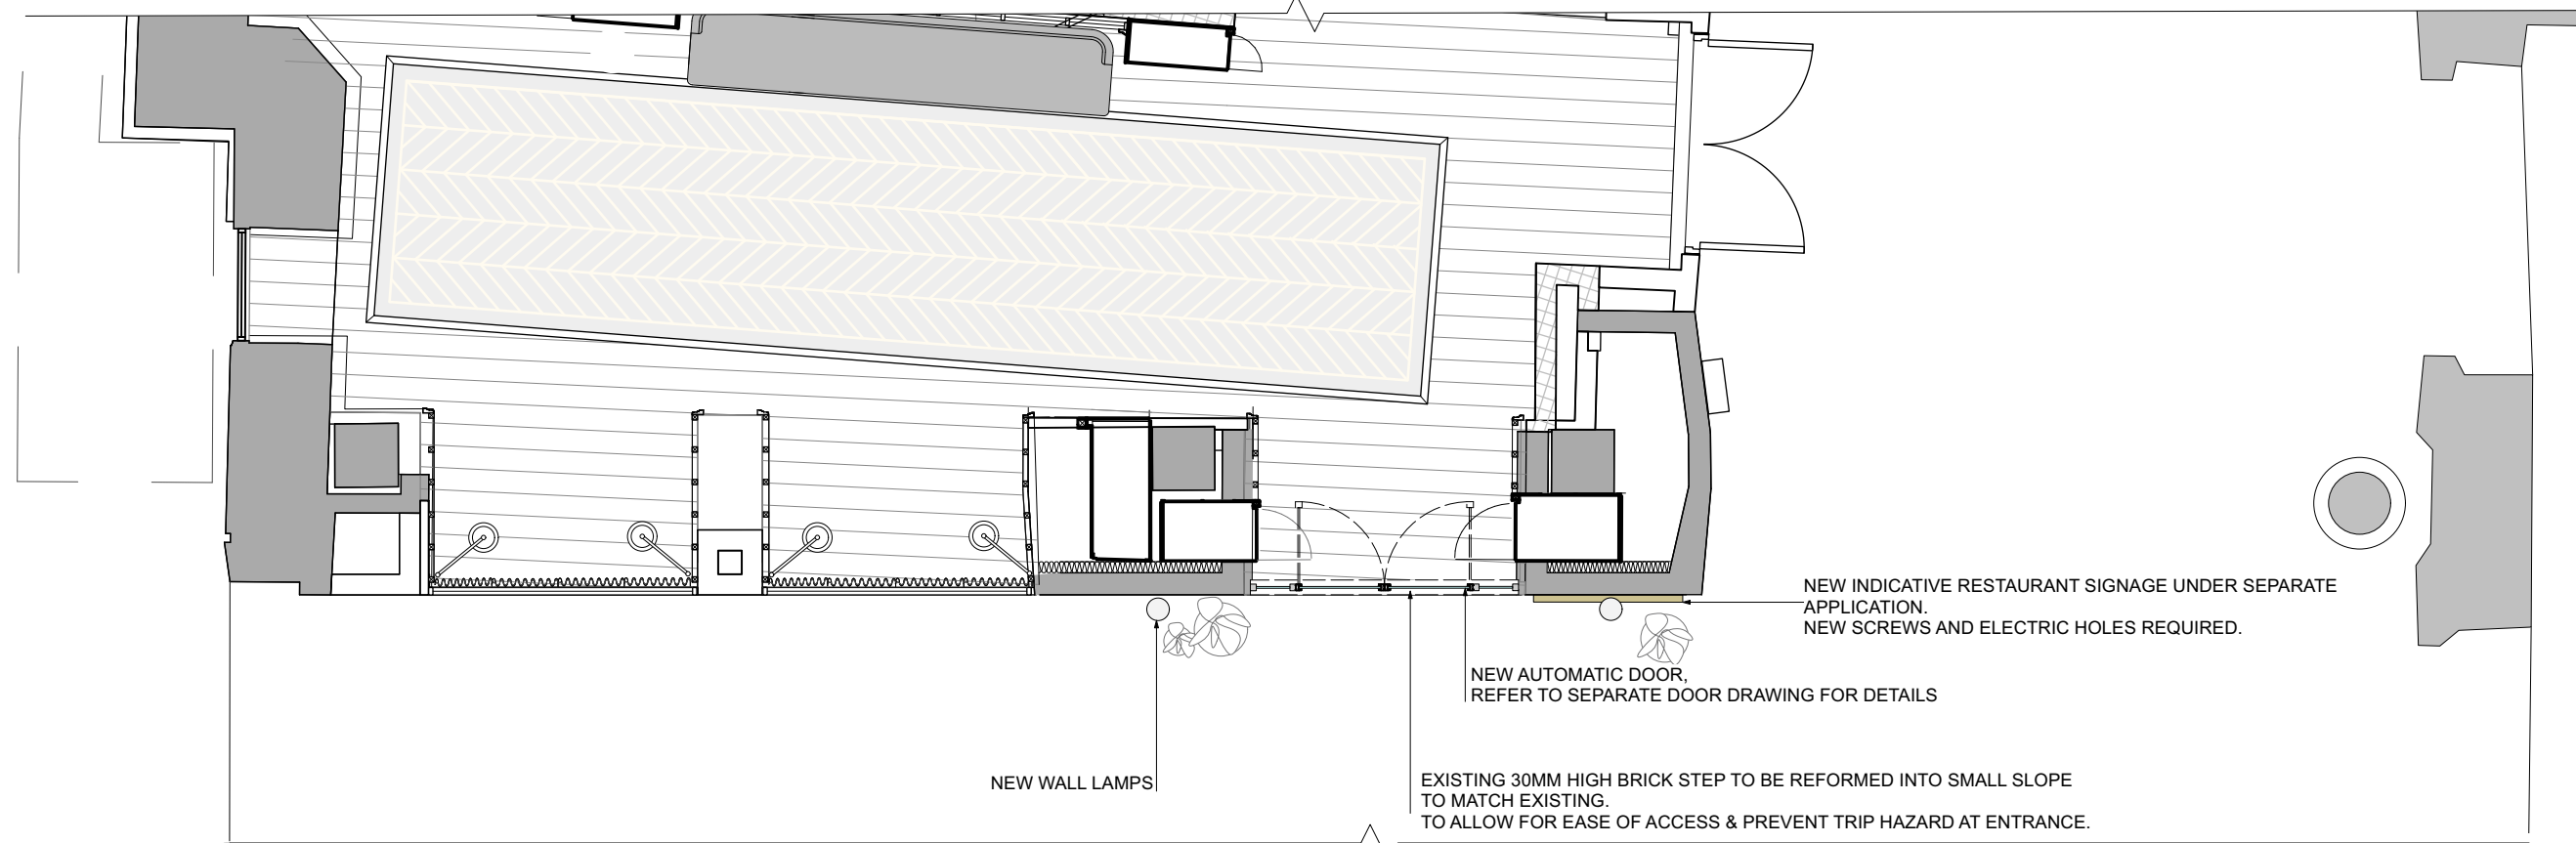 NEW INDICATIVE RESTAURANT SIGNAGE UNDER SEPARATE
APPLICATION.
NEW SCREWS AND ELECTRIC HOLES REQUIRED.
NEW AUTOMATIC DOOR,
REFER TO SEPARATE DOOR DRAWING FOR DETAILS
NEW WALL LAMPS
EXISTING 30MM HIGH BRICK STEP TO BE REFORMED INTO SMALL SLOPE
TO MATCH EXISTING.
TO ALLOW FOR EASE OF ACCESS & PREVENT TRIP HAZARD AT ENTRANCE.